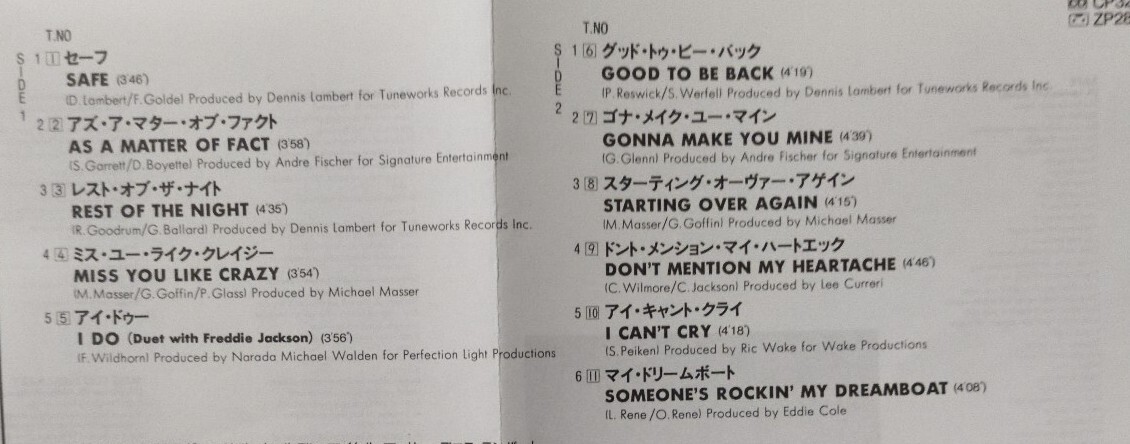 T.NO
SIDE 1
1 1 セーフ
SAFE (3'46")
(D. Lambert/F. Golde) Produced by Dennis Lambert for Tuneworks Records Inc.
2 2 アズ・ア・マター・オブ・ファクト
AS A MATTER OF FACT (3'58")
(S. Garrett/D. Boyette) Produced by Andre Fischer for Signature Entertainment
3 3 レスト・オブ・ザ・ナイト
REST OF THE NIGHT (4'35")
(R. Goodrum/G. Ballard) Produced by Dennis Lambert for Tuneworks Records Inc.
4 4 ミス・ユー・ライク・クレイジー
MISS YOU LIKE CRAZY (3'54")
(M. Masser/G. Goffin/P. Glass) Produced by Michael Masser
5 5 アイ・ドゥー
I DO (Duet with Freddie Jackson) (3'56")
(F. Wildhorn) Produced by Narada Michael Walden for Perfection Light Productions
T.NO
SIDE 2
1 6 グッド・トゥ・ビー・バック
GOOD TO BE BACK (4'19")
(P. Reswick/S. Werfel) Produced by Dennis Lambert for Tuneworks Records Inc.
2 7 ゴナ・メイク・ユー・マイン
GONNA MAKE YOU MINE (4'39")
(G. Glenn) Produced by Andre Fischer for Signature Entertainment
3 8 スターティング・オーヴァー・アゲイン
STARTING OVER AGAIN (4'15")
(M. Masser/G. Goffin) Produced by Michael Masser
4 9 ドント・メンション・マイ・ハートエック
DON'T MENTION MY HEARTACHE (4'46")
(C. Wilmore/C. Jackson) Produced by Lee Curreri
5 10 アイ・キャント・クライ
I CAN'T CRY (4'18")
(S. Peiken) Produced by Ric Wake for Wake Productions
6 11 マイ・ドリームボート
SOMEONE'S ROCKIN' MY DREAMBOAT (4'08")
(L. Rene/O. Rene) Produced by Eddie Cole
CP32
ZP28